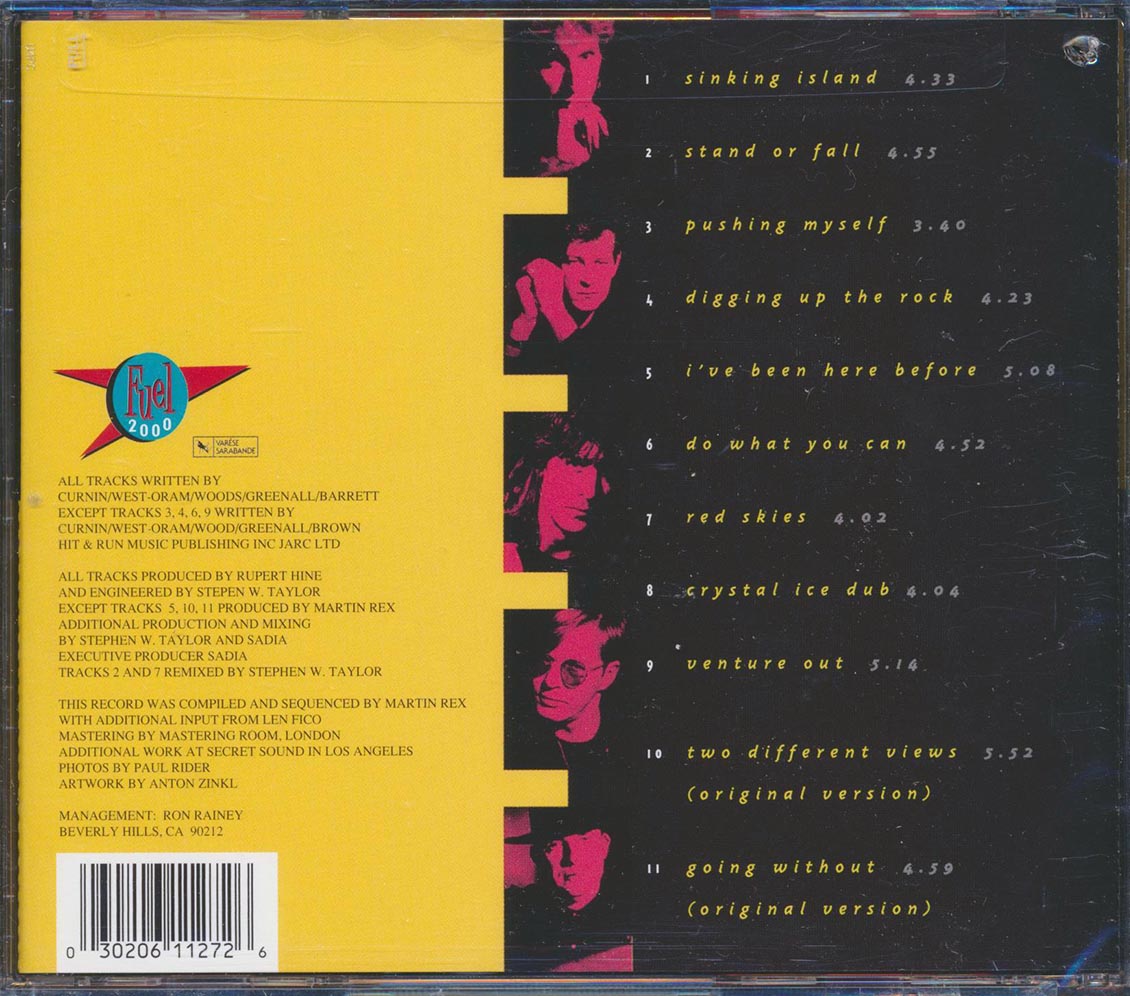 FUEL
1 sinking island 4.33
2 stand or fall 4.55
3 pushing myself 3.40
4 digging up the rock 4.23
5 i've been here before 5.08
6 do what you can 4.52
7 red skies 4.02
8 crystal ice dub 4.04
9 venture out 5.14
10 two different views 5.52
(original version)
11 going without 4.59
(original version)
Fuel
2000
VARÈSE
SARABANDE
ALL TRACKS WRITTEN BY
CURNIN/WEST-ORAM/WOODS/GREENALL/BARRETT
EXCEPT TRACKS 3, 4, 6, 9 WRITTEN BY
CURNIN/WEST-ORAM/WOOD/GREENALL/BROWN
HIT & RUN MUSIC PUBLISHING INC JARC LTD
ALL TRACKS PRODUCED BY RUPERT HINE
AND ENGINEERED BY STEPEN W. TAYLOR
EXCEPT TRACKS 5, 10, 11 PRODUCED BY MARTIN REX
ADDITIONAL PRODUCTION AND MIXING
BY STEPHEN W. TAYLOR AND SADIA
EXECUTIVE PRODUCER SADIA
TRACKS 2 AND 7 REMIXED BY STEPHEN W. TAYLOR
THIS RECORD WAS COMPILED AND SEQUENCED BY MARTIN REX
WITH ADDITIONAL INPUT FROM LEN FICO
MASTERING BY MASTERING ROOM, LONDON
ADDITIONAL WORK AT SECRET SOUND IN LOS ANGELES
PHOTOS BY PAUL RIDER
ARTWORK BY ANTON ZINKL
MANAGEMENT: RON RAINEY
BEVERLY HILLS, CA 90212
0 30206 11272 6